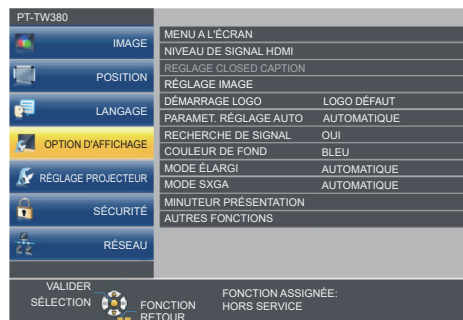 PT-TW380
IMAGE
POSITION
LANGAGE
OPTION D'AFFICHAGE
RÉGLAGE PROJECTEUR
SÉCURITÉ
RÉSEAU
MENU A L'ÉCRAN
NIVEAU DE SIGNAL HDMI
REGLAGE CLOSED CAPTION
RÉGLAGE IMAGE
DÉMARRAGE LOGO LOGO DÉFAUT
PARAMET. RÉGLAGE AUTO AUTOMATIQUE
RECHERCHE DE SIGNAL OUI
COULEUR DE FOND BLEU
MODE ÉLARGI AUTOMATIQUE
MODE SXGA AUTOMATIQUE
MINUTEUR PRÉSENTATION
AUTRES FONCTIONS
VALIDER
SÉLECTION
FONCTION
RETOUR
FONCTION ASSIGNÉE:
HORS SERVICE